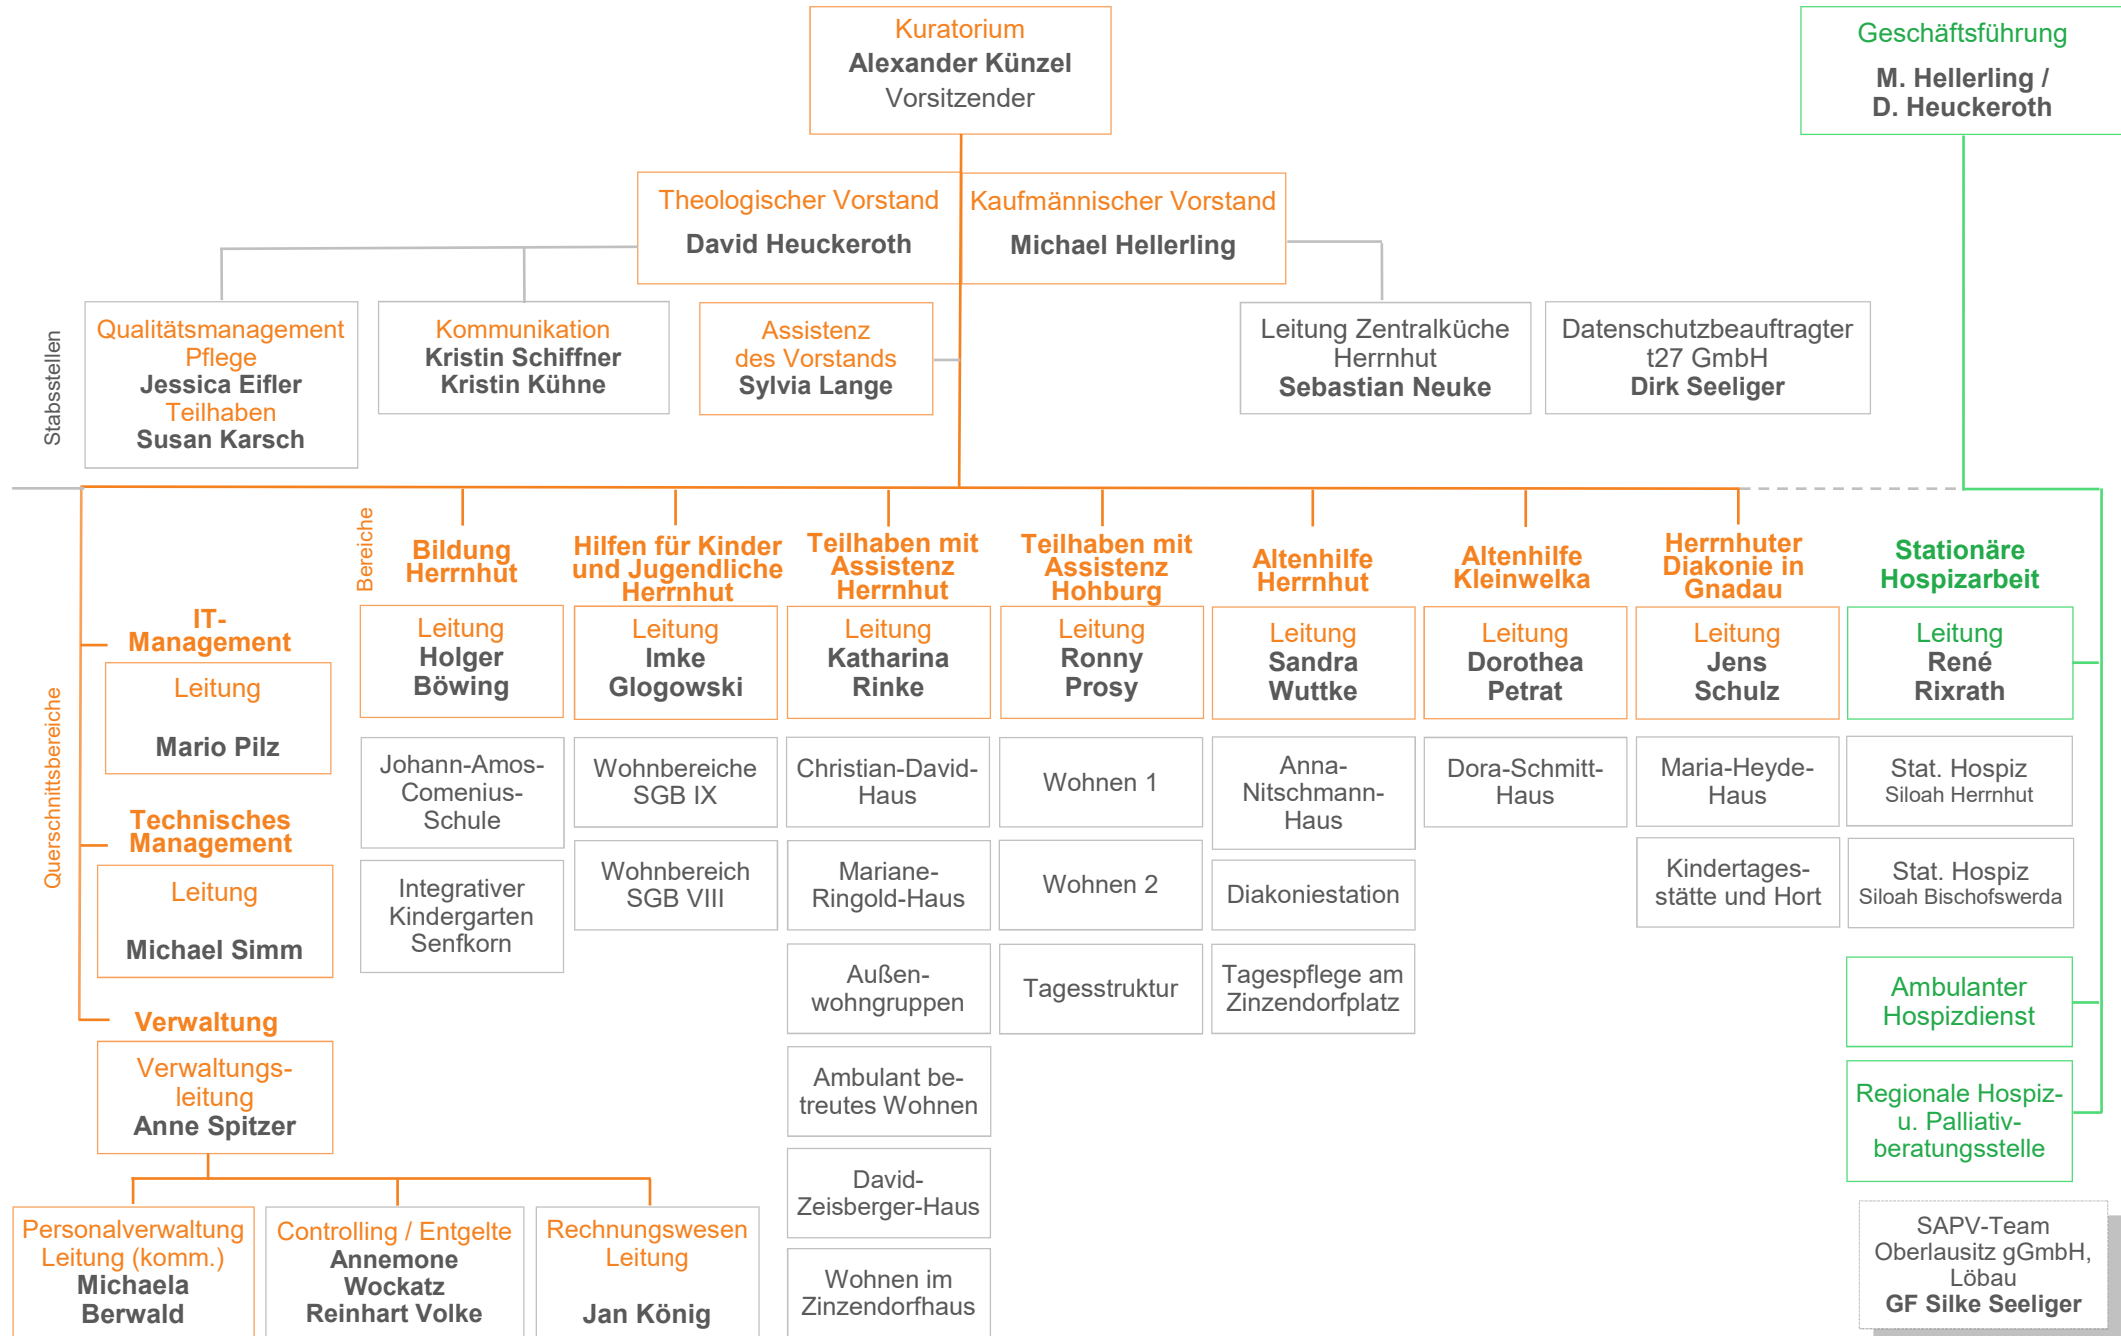 Kuratorium
Alexander Künzel
Vorsitzender
Geschäftsführung
M. Hellerling /
D. Heuckeroth
Theologischer Vorstand
David Heuckeroth
Kaufmännischer Vorstand
Michael Hellerling
Stabsstellen
Qualitätsmanagement
Pflege
Jessica Eifler
Teilhaben
Susan Karsch
Kommunikation
Kristin Schiffner
Kristin Kühne
Assistenz
des Vorstands
Sylvia Lange
Leitung Zentralküche
Herrnhut
Sebastian Neuke
Datenschutzbeauftragter
t27 GmbH
Dirk Seeliger
Querschnittsbereiche
IT-
Management
Leitung
Mario Pilz
Technisches
Management
Leitung
Michael Simm
Verwaltung
Verwaltungs-
leitung
Anne Spitzer
Personalverwaltung
Leitung (komm.)
Michaela
Berwald
Controlling / Entgelte
Annemone
Wockatz
Reinhart Volke
Rechnungswesen
Leitung
Jan König
Bereiche
Bildung
Herrnhut
Leitung
Holger
Böwing
Johann-Amos-
Comenius-
Schule
Integrativer
Kindergarten
Senfkorn
Hilfen für Kinder
und Jugendliche
Herrnhut
Leitung
Imke
Glogowski
Wohnbereiche
SGB IX
Wohnbereich
SGB VIII
Teilhaben mit
Assistenz
Herrnhut
Leitung
Katharina
Rinke
Christian-David-
Haus
Mariane-
Ringold-Haus
Außen-
wohngruppen
Ambulant be-
treutes Wohnen
David-
Zeisberger-Haus
Wohnen im
Zinzendorfhaus
Teilhaben mit
Assistenz
Hohburg
Leitung
Ronny
Prosy
Wohnen 1
Wohnen 2
Tagesstruktur
Altenhilfe
Herrnhut
Leitung
Sandra
Wuttke
Anna-
Nitschmann-
Haus
Diakoniestation
Tagespflege am
Zinzendorfplatz
Altenhilfe
Kleinwelka
Leitung
Dorothea
Petrat
Dora-Schmitt-
Haus
Herrnhuter
Diakonie in
Gnadau
Leitung
Jens
Schulz
Maria-Heyde-
Haus
Kindertages-
stätte und Hort
Stationäre
Hospizarbeit
Leitung
René
Rixrath
Stat. Hospiz
Siloah Herrnhut
Stat. Hospiz
Siloah Bischofswerda
Ambulanter
Hospizdienst
Regionale Hospiz-
u. Palliativ-
beratungsstelle
SAPV-Team
Oberlausitz gGmbH,
Löbau
GF Silke Seeliger